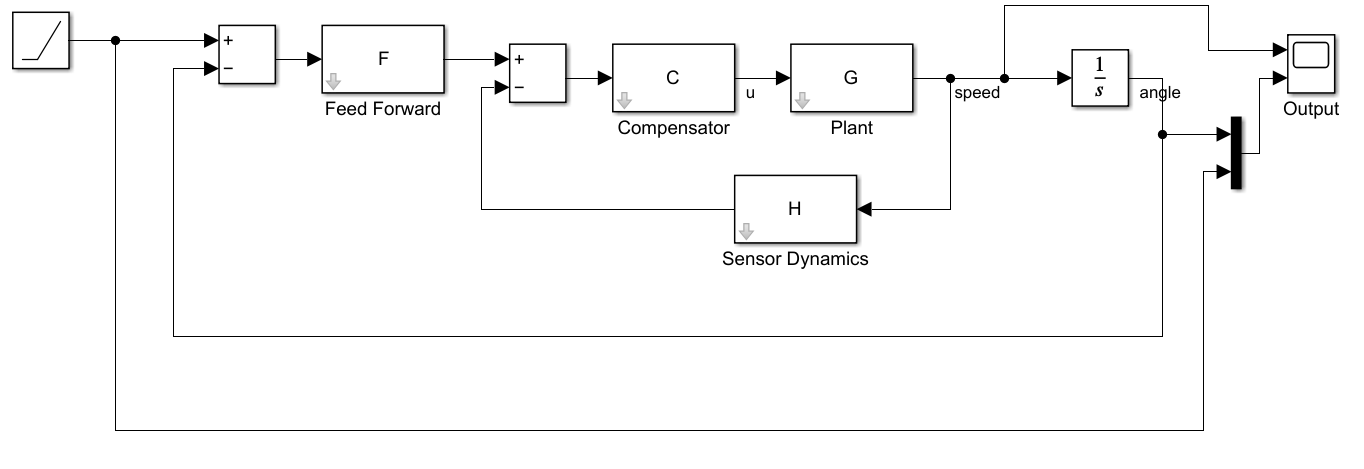 +
−
F
Feed Forward
+
−
C
Compensator
u
G
Plant
speed
1
s
angle
Output
H
Sensor Dynamics